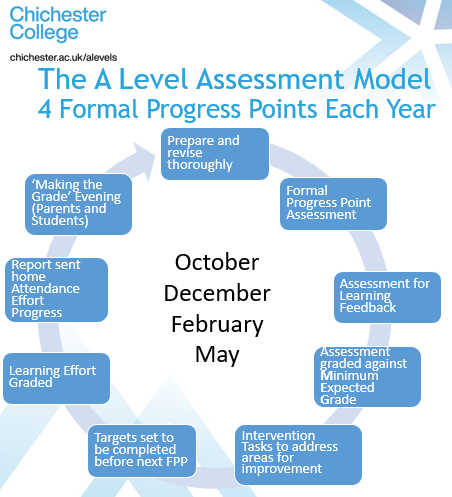 Chichester
College
chichester.ac.uk/alevels
The A Level Assessment Model
4 Formal Progress Points Each Year
Prepare and
revise
thoroughly
Formal
Progress Point
Assessment
Assessment for
Learning
Feedback
Assessment
graded against
Minimum
Expected
Grade
Intervention
Tasks to address
areas for
improvement
Targets set to
be completed
before next FPP
Learning Effort
Graded
Report sent
home
Attendance
Effort
Progress
‘Making the
Grade’ Evening
(Parents and
Students)
October
December
February
May